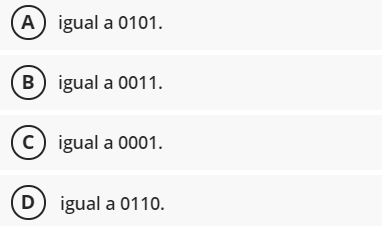 A igual a 0101.
B igual a 0011.
C igual a 0001.
D igual a 0110.